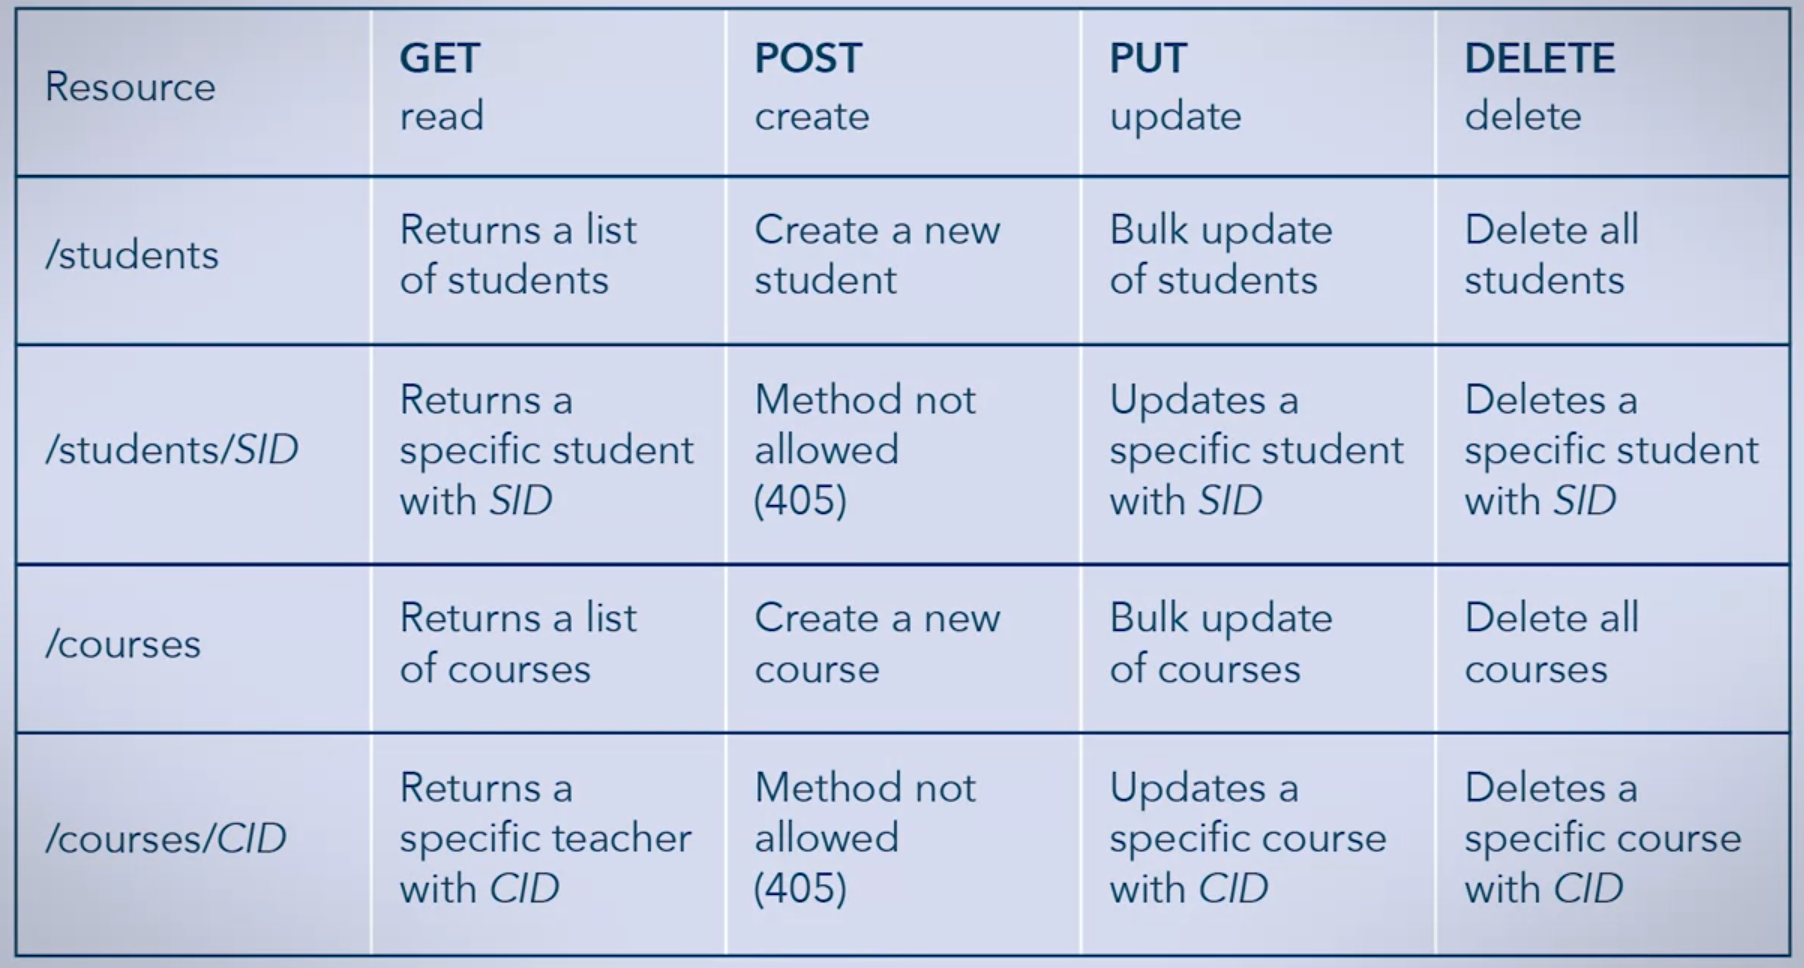 Resource
GET
read
POST
create
PUT
update
DELETE
delete
/students
Returns a list
of students
Create a new
student
Bulk update
of students
Delete all
students
/students/SID
Returns a
specific student
with SID
Method not
allowed
(405)
Updates a
specific student
with SID
Deletes a
specific student
with SID
/courses
Returns a list
of courses
Create a new
course
Bulk update
of courses
Delete all
courses
/courses/CID
Returns a
specific teacher
with CID
Method not
allowed
(405)
Updates a
specific course
with CID
Deletes a
specific course
with CID